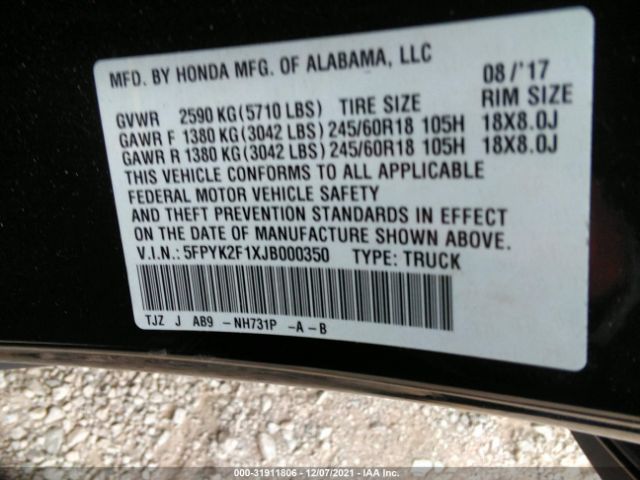 MFD. BY HONDA MFG. OF ALABAMA, LLC 08/'17
GVWR 2590 KG (5710 LBS) TIRE SIZE RIM SIZE
GAWR F 1380 KG (3042 LBS) 245/60R18 105H 18X8.0J
GAWR R 1380 KG (3042 LBS) 245/60R18 105H 18X8.0J
THIS VEHICLE CONFORMS TO ALL APPLICABLE
FEDERAL MOTOR VEHICLE SAFETY
AND THEFT PREVENTION STANDARDS IN EFFECT
ON THE DATE OF MANUFACTURE SHOWN ABOVE.
V.I.N.: 5FPYK2F1XJB000350 TYPE: TRUCK
TJZ J AB9 -NH731P -A-B
000-31911806 - 12/07/2021 - IAA Inc.